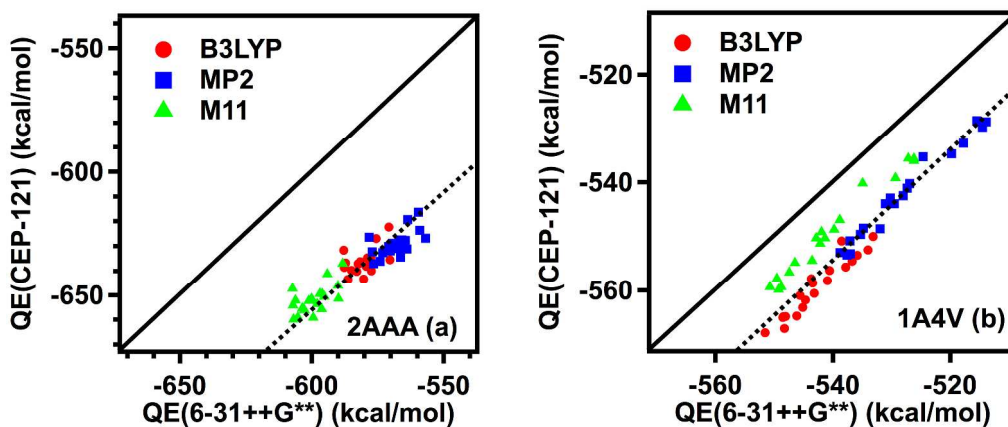 QE(CEP-121) (kcal/mol)
-550
-600
-650
B3LYP
MP2
M11
2AAA (a)
-650 -600 -550
QE(6-31++G**) (kcal/mol)
QE(CEP-121) (kcal/mol)
-520
-540
-560
B3LYP
MP2
M11
1A4V (b)
-560 -540 -520
QE(6-31++G**) (kcal/mol)